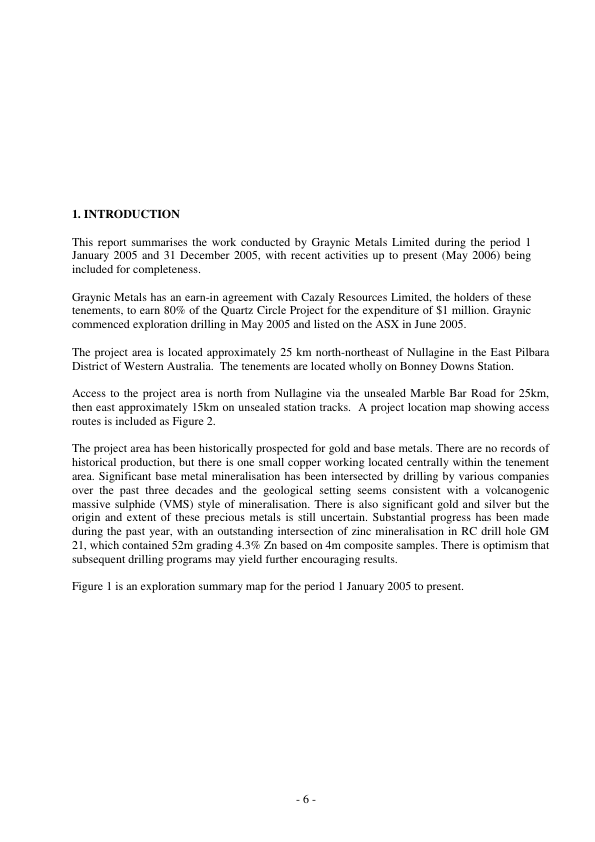 1. INTRODUCTION
This report summarises the work conducted by Graynic Metals Limited during the period 1
January 2005 and 31 December 2005, with recent activities up to present (May 2006) being
included for completeness.
Graynic Metals has an earn-in agreement with Cazaly Resources Limited, the holders of these
tenements, to earn 80% of the Quartz Circle Project for the expenditure of $1 million. Graynic
commenced exploration drilling in May 2005 and listed on the ASX in June 2005.
The project area is located approximately 25 km north-northeast of Nullagine in the East Pilbara
District of Western Australia.  The tenements are located wholly on Bonney Downs Station.
Access to the project area is north from Nullagine via the unsealed Marble Bar Road for 25km,
then east approximately 15km on unsealed station tracks.  A project location map showing access
routes is included as Figure 2.
The project area has been historically prospected for gold and base metals. There are no records of
historical production, but there is one small copper working located centrally within the tenement
area. Significant base metal mineralisation has been intersected by drilling by various companies
over the past three decades and the geological setting seems consistent with a volcanogenic
massive sulphide (VMS) style of mineralisation. There is also significant gold and silver but the
origin and extent of these precious metals is still uncertain. Substantial progress has been made
during the past year, with an outstanding intersection of zinc mineralisation in RC drill hole GM
21, which contained 52m grading 4.3% Zn based on 4m composite samples. There is optimism that
subsequent drilling programs may yield further encouraging results.
Figure 1 is an exploration summary map for the period 1 January 2005 to present.
- 6 -